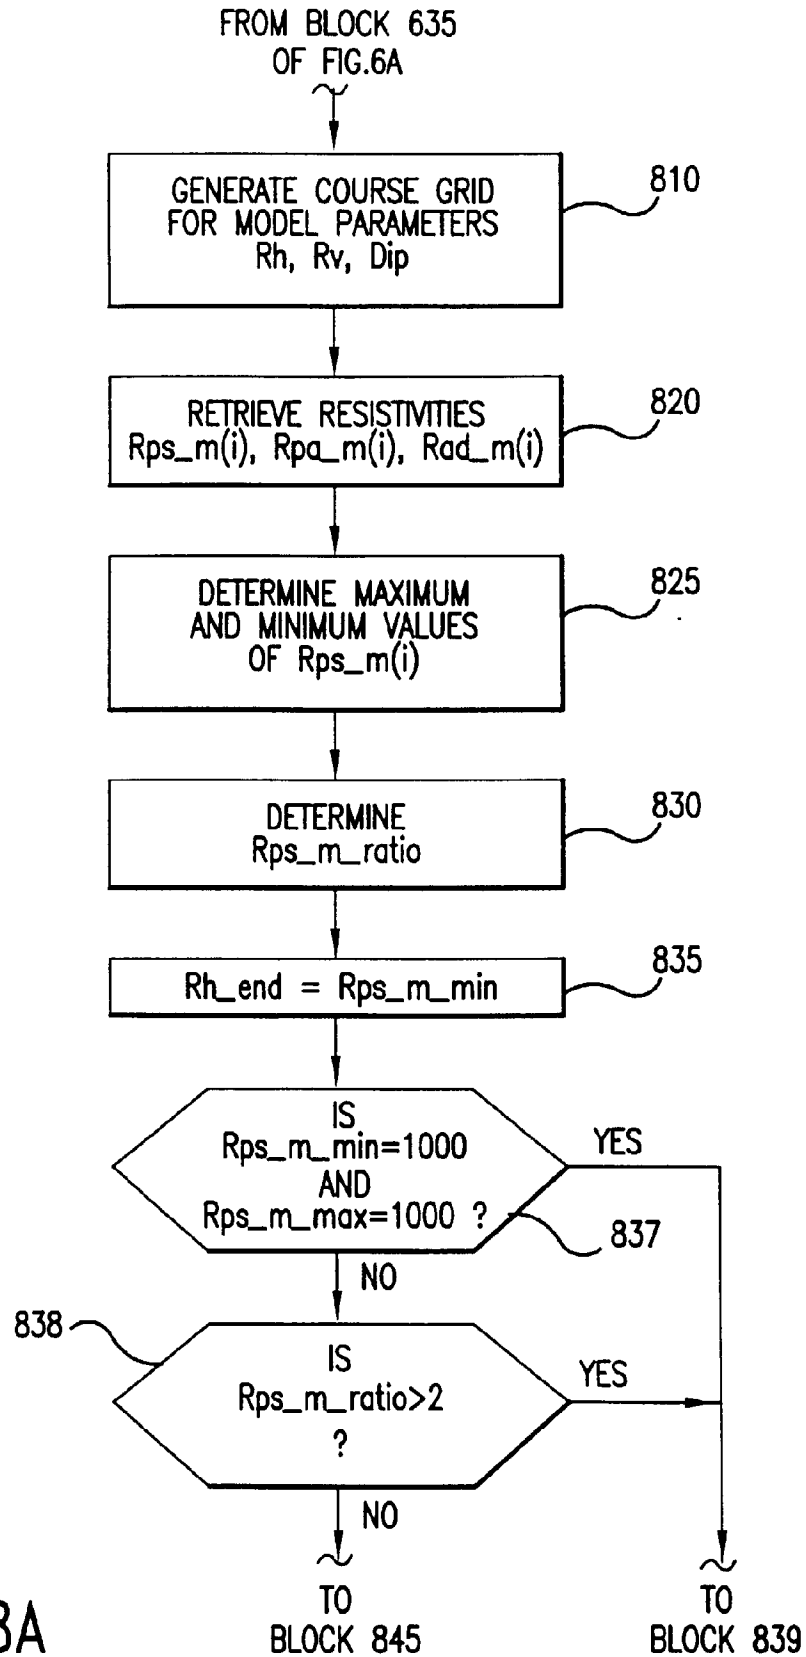 FROM BLOCK 635
OF FIG.6A
GENERATE COURSE GRID
FOR MODEL PARAMETERS
Rh, Rv, Dip
810
RETRIEVE RESISTIVITIES
Rps_m(i), Rpa_m(i), Rad_m(i)
820
DETERMINE MAXIMUM
AND MINIMUM VALUES
OF Rps_m(i)
825
DETERMINE
Rps_m_ratio
830
Rh_end = Rps_m_min
835
IS
Rps_m_min=1000
AND
Rps_m_max=1000 ?
YES
837
NO
838
IS
Rps_m_ratio>2
?
YES
NO
TO
BLOCK 845
TO
BLOCK 839
8A